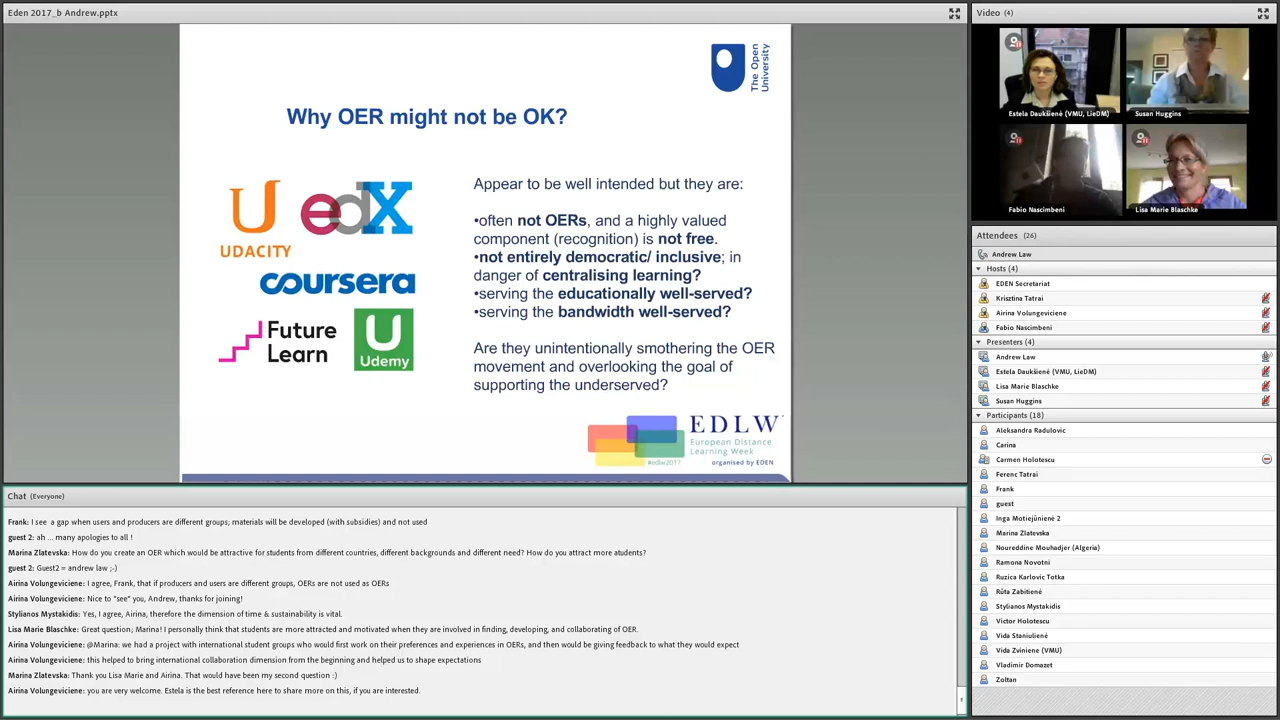 Eden 2017_b Andrew.pptx
The Open
University
Why OER might not be OK?
UDACITY
edX
coursera
Future
Learn
U
Udemy
Appear to be well intended but they are:
•often not OERs, and a highly valued
component (recognition) is not free.
•not entirely democratic/ inclusive; in
danger of centralising learning?
•serving the educationally well-served?
•serving the bandwidth well-served?
Are they unintentionally smothering the OER
movement and overlooking the goal of
supporting the underserved?
EDLW
European Distance
Learning Week
#edlw2017
organised by EDEN
Chat (Everyone)
Frank: I see a gap when users and producers are different groups; materials will be developed (with subsidies) and not used
guest 2: ah ... many apologies to all !
Marina Zlatevska: How do you create an OER which would be attractive for students from different countries, different backgrounds and different need? How do you attract more atudents?
guest 2: Guest2 = andrew law ;-)
Airina Volungeviciene: I agree, Frank, that if producers and users are different groups, OERs are not used as OERs
Airina Volungeviciene: Nice to "see" you, Andrew, thanks for joining!
Stylianos Mystakidis: Yes, I agree, Airina, therefore the dimension of time & sustainability is vital.
Lisa Marie Blaschke: Great question, Marina! I personally think that students are more attracted and motivated when they are involved in finding, developing, and collaborating of OER.
Airina Volungeviciene: @Marina: we had a project with international student groups who would first work on their preferences and experiences in OERs, and then would be giving feedback to what they would expect
Airina Volungeviciene: this helped to bring international collaboration dimension from the beginning and helped us to shape expectations
Marina Zlatevska: Thank you Lisa Marie and Airina. That would have been my second question :)
Airina Volungeviciene: you are very welcome. Estela is the best reference here to share more on this, if you are interested.
Video (4)
Estela Daukšienė (VMU, LieDM)
Susan Huggins
Fabio Nascimbeni
Lisa Marie Blaschke
Attendees (26)
Andrew Law
Hosts (4)
EDEN Secretariat
Krisztina Tatrai
Airina Volungeviciene
Fabio Nascimbeni
Presenters (4)
Andrew Law
Estela Daukšienė (VMU, LieDM)
Lisa Marie Blaschke
Susan Huggins
Participants (18)
Aleksandra Radulovic
Carina
Carmen Holotescu
Ferenc Tatrai
Frank
guest
Inga Motiejūnienė 2
Marina Zlatevska
Noureddine Mouhadjer (Algeria)
Ramona Novotni
Ruzica Karlovic Totka
Rūta Zabitienė
Stylianos Mystakidis
Victor Holotescu
Vida Staniulienė
Vida Zviniene (VMU)
Vladimir Domazet
Zoltan